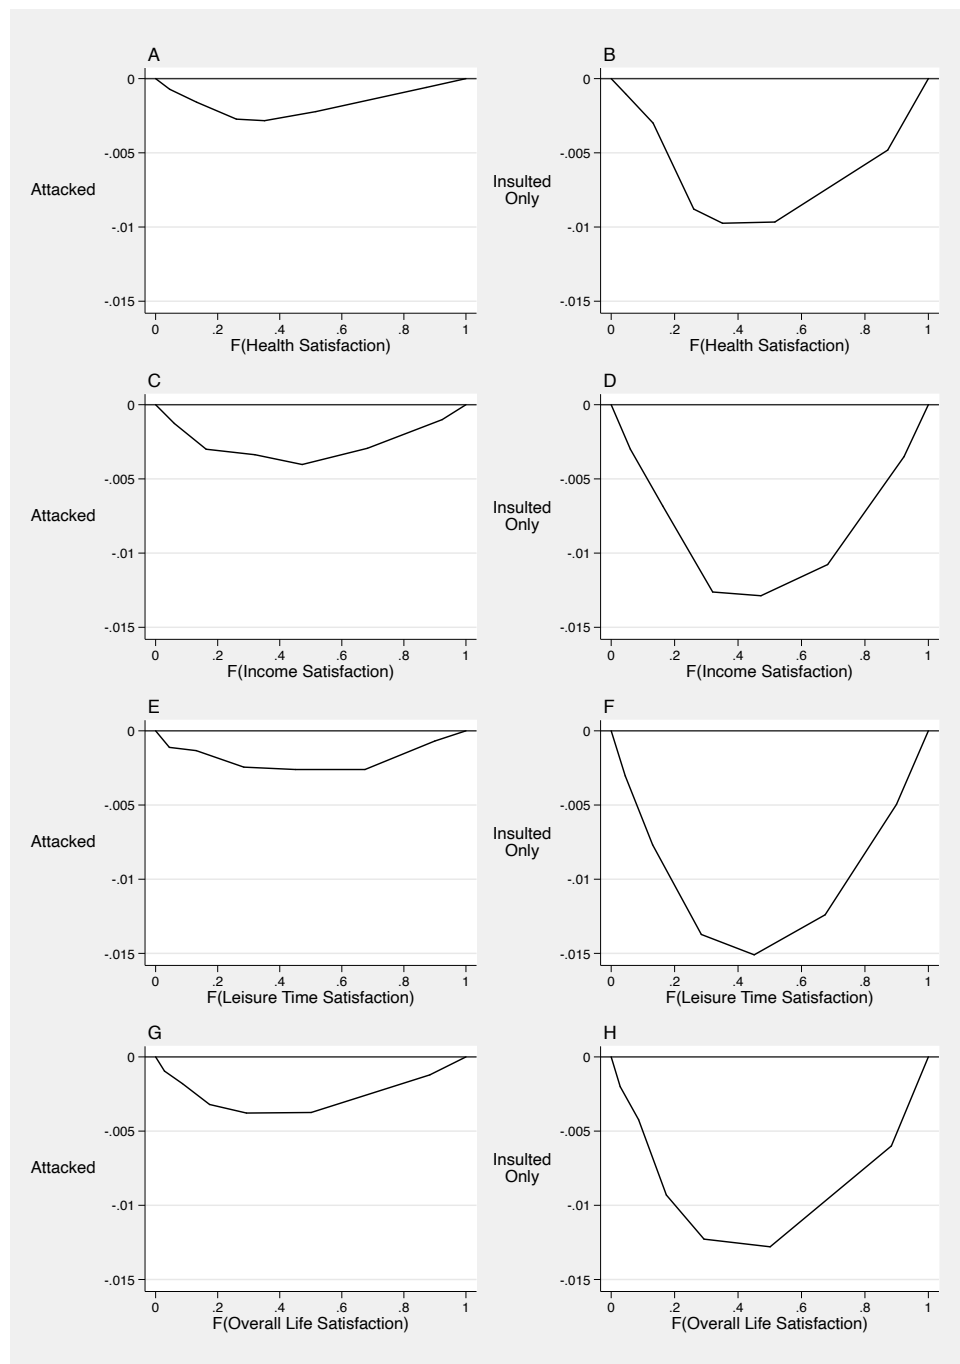 A
0
-.005
Attacked
-.01
-.015
0 .2 .4 .6 .8 1
F(Health Satisfaction)
B
0
-.005
Insulted
Only
-.01
-.015
0 .2 .4 .6 .8 1
F(Health Satisfaction)
C
0
-.005
Attacked
-.01
-.015
0 .2 .4 .6 .8 1
F(Income Satisfaction)
D
0
-.005
Insulted
Only
-.01
-.015
0 .2 .4 .6 .8 1
F(Income Satisfaction)
E
0
-.005
Attacked
-.01
-.015
0 .2 .4 .6 .8 1
F(Leisure Time Satisfaction)
F
0
-.005
Insulted
Only
-.01
-.015
0 .2 .4 .6 .8 1
F(Leisure Time Satisfaction)
G
0
-.005
Attacked
-.01
-.015
0 .2 .4 .6 .8 1
F(Overall Life Satisfaction)
H
0
-.005
Insulted
Only
-.01
-.015
0 .2 .4 .6 .8 1
F(Overall Life Satisfaction)